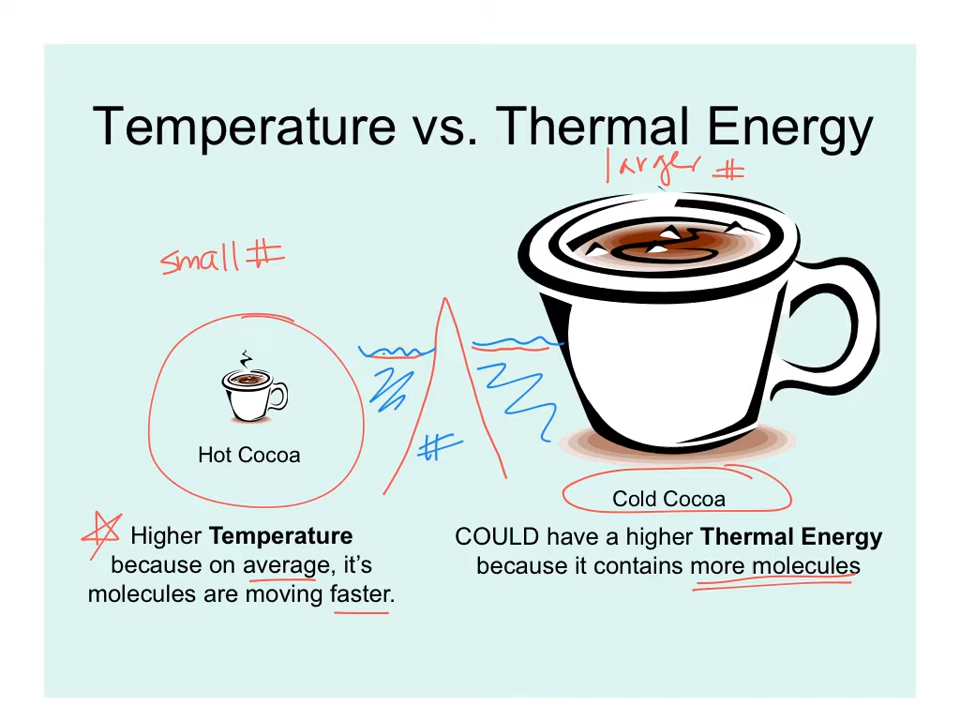 Temperature vs. Thermal Energy
larger #
small #
Hot Cocoa
#
Cold Cocoa
Higher Temperature
because on average, it's
molecules are moving faster.
COULD have a higher Thermal Energy
because it contains more molecules